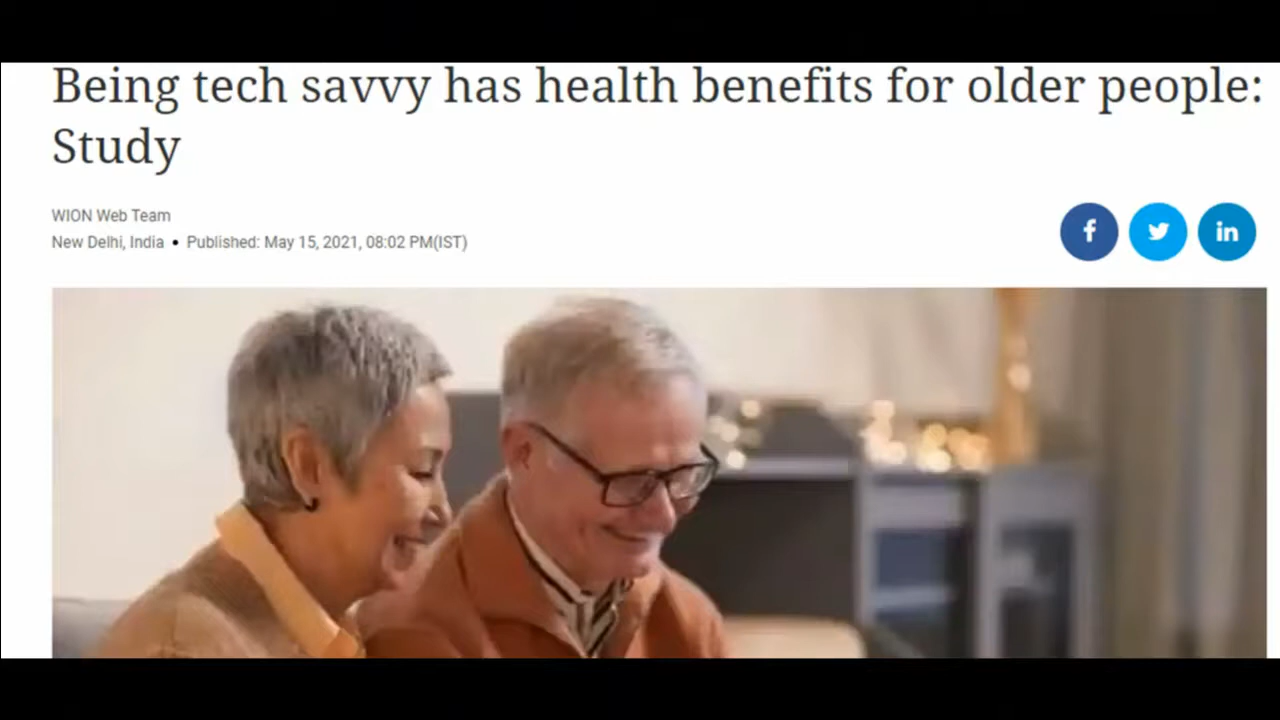 Being tech savvy has health benefits for older people:
Study
WION Web Team
New Delhi, India • Published: May 15, 2021, 08:02 PM(IST)
f
in